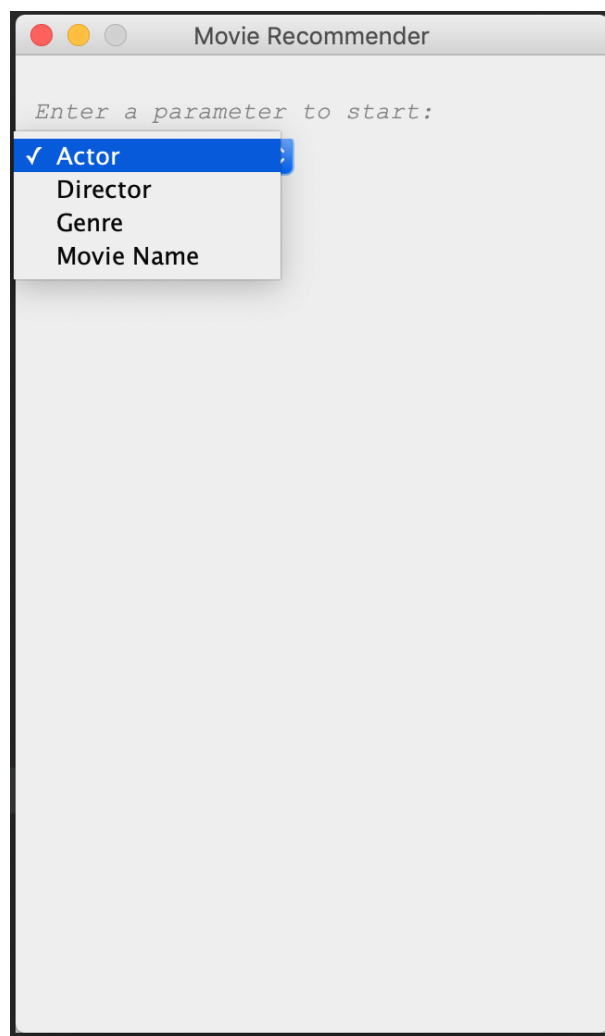 Movie Recommender
Enter a parameter to start:
✓ Actor
Director
Genre
Movie Name